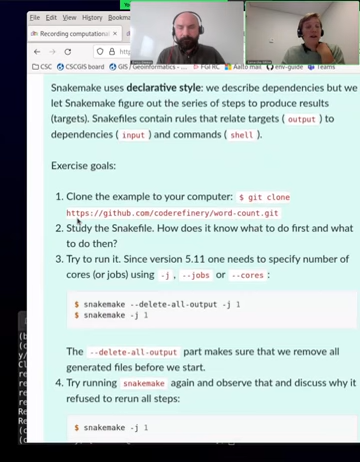 File Edit View History Bookma
Recording computationa
CSC CSCGIS board GIS / Geoinformatics - FGI RC Aalto mail env-guide Teams
Snakemake uses declarative style: we describe dependencies but we
let Snakemake figure out the series of steps to produce results
(targets). Snakefiles contain rules that relate targets ( output ) to
dependencies ( input ) and commands ( shell ).
Exercise goals:
1. Clone the example to your computer: $ git clone
https://github.com/coderefinery/word-count.git
2. Study the Snakefile. How does it know what to do first and what
to do then?
3. Try to run it. Since version 5.11 one needs to specify number of
cores (or jobs) using -j , --jobs or --cores :
$ snakemake --delete-all-output -j 1
$ snakemake -j 1
The --delete-all-output part makes sure that we remove all
generated files before we start.
4. Try running snakemake again and observe that and discuss why it
refused to rerun all steps:
$ snakemake -j 1